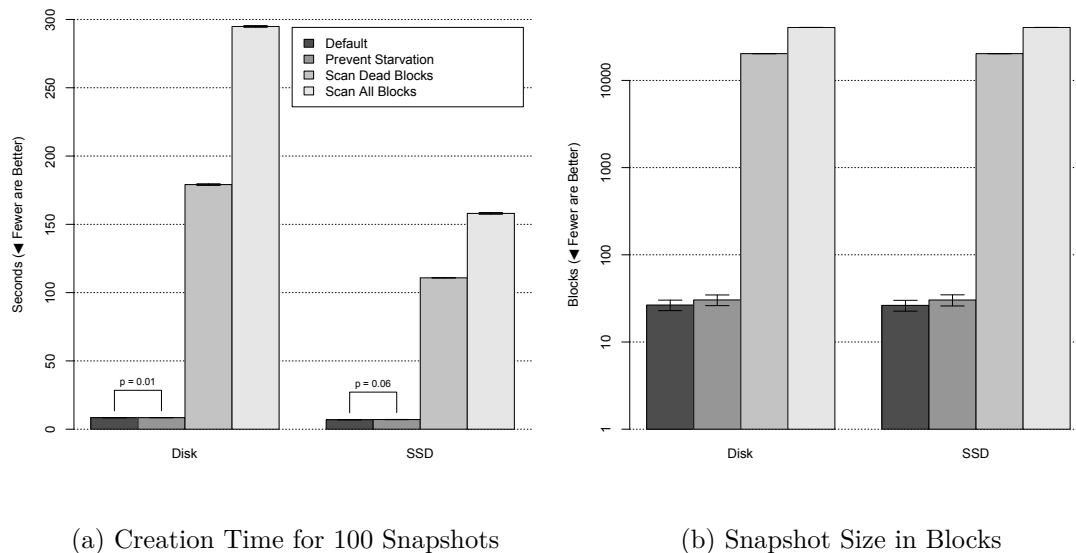 Seconds (◄ Fewer are Better)
300
250
200
150
100
50
0
Default
Prevent Starvation
Scan Dead Blocks
Scan All Blocks
p = 0.01
p = 0.06
Disk
SSD
(a) Creation Time for 100 Snapshots
Blocks (◄ Fewer are Better)
10000
1000
100
10
1
Disk
SSD
(b) Snapshot Size in Blocks